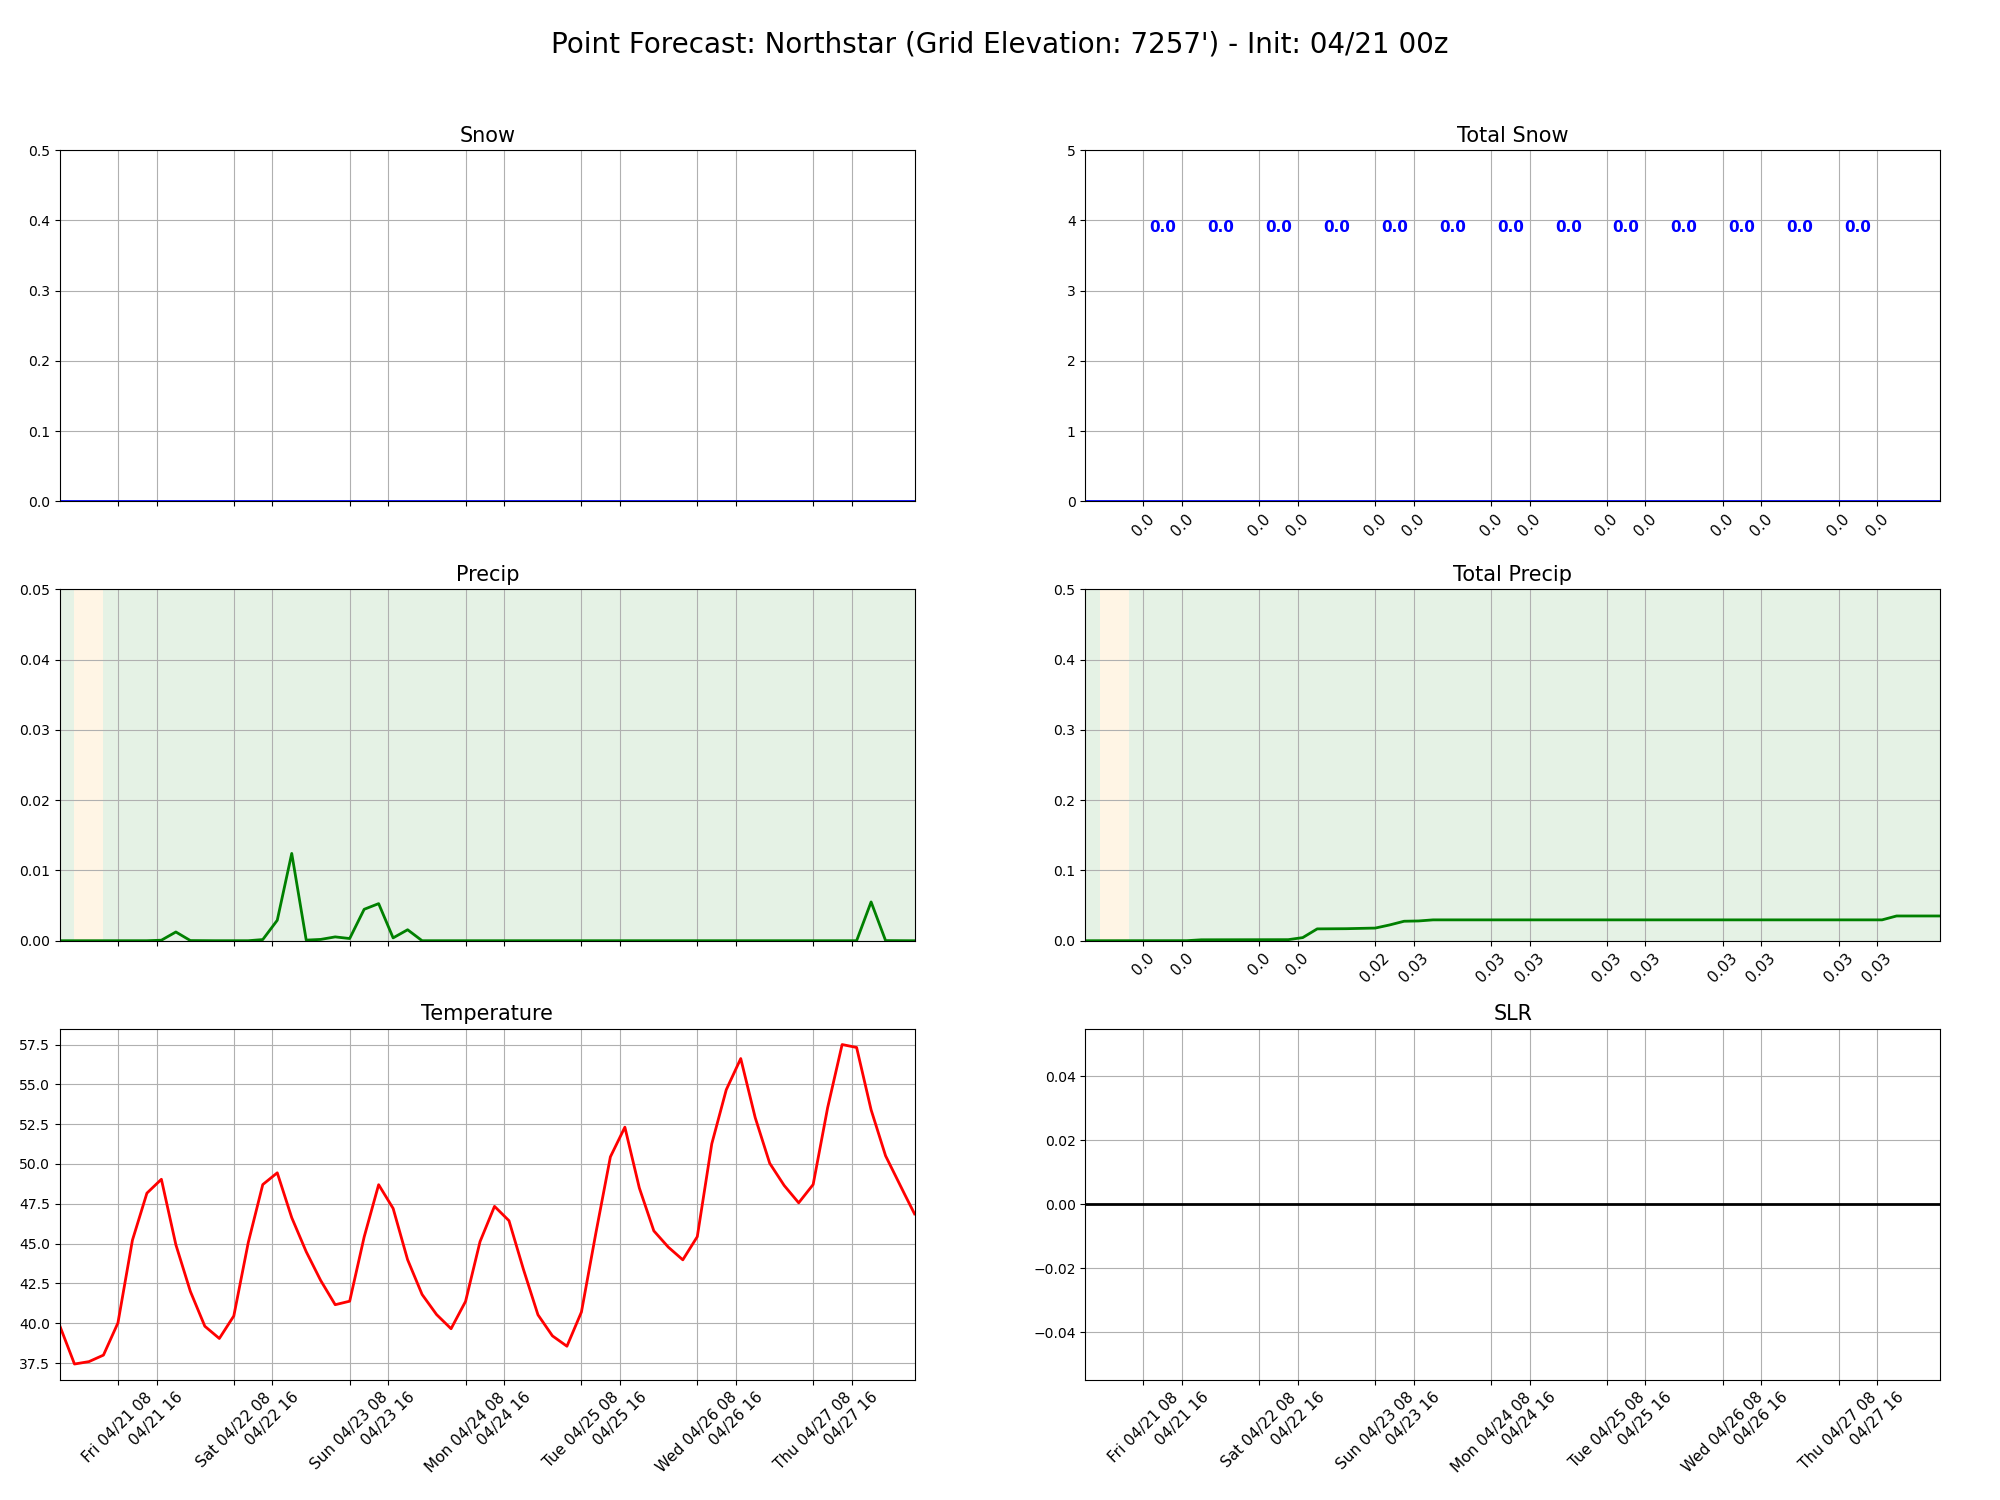 Point Forecast: Northstar (Grid Elevation: 7257') - Init: 04/21 00z
Snow
0.5
0.4
0.3
0.2
0.1
0.0
Total Snow
5
4
3
2
1
0
0.0 0.0 0.0 0.0 0.0 0.0 0.0 0.0 0.0 0.0 0.0 0.0 0.0
0.0 0.0 0.0 0.0 0.0 0.0 0.0 0.0 0.0 0.0 0.0 0.0 0.0 0.0
Precip
0.05
0.04
0.03
0.02
0.01
0.00
Total Precip
0.5
0.4
0.3
0.2
0.1
0.0
0.0 0.0 0.0 0.0 0.02 0.03 0.03 0.03 0.03 0.03 0.03 0.03 0.03 0.03
Temperature
57.5
55.0
52.5
50.0
47.5
45.0
42.5
40.0
37.5
Fri 04/21 08
04/21 16
Sat 04/22 08
04/22 16
Sun 04/23 08
04/23 16
Mon 04/24 08
04/24 16
Tue 04/25 08
04/25 16
Wed 04/26 08
04/26 16
Thu 04/27 08
04/27 16
SLR
0.04
0.02
0.00
−0.02
−0.04
Fri 04/21 08
04/21 16
Sat 04/22 08
04/22 16
Sun 04/23 08
04/23 16
Mon 04/24 08
04/24 16
Tue 04/25 08
04/25 16
Wed 04/26 08
04/26 16
Thu 04/27 08
04/27 16